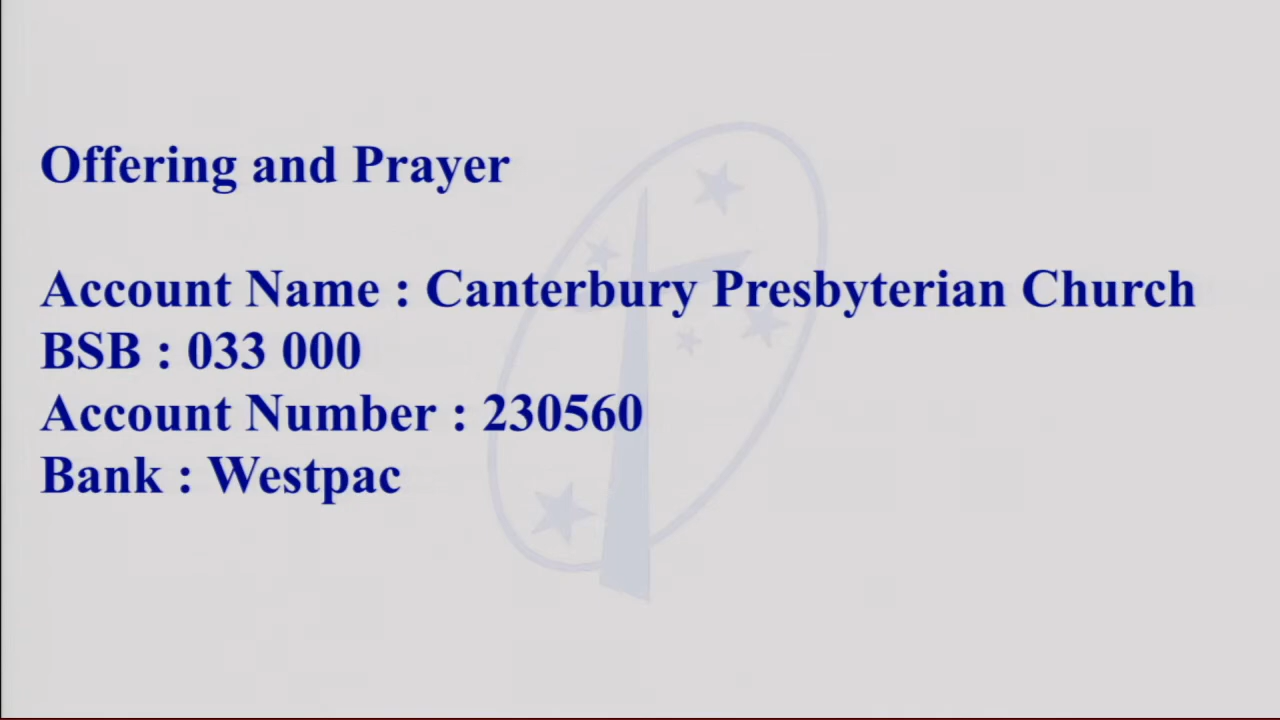 Offering and Prayer
Account Name : Canterbury Presbyterian Church
BSB : 033 000
Account Number : 230560
Bank : Westpac